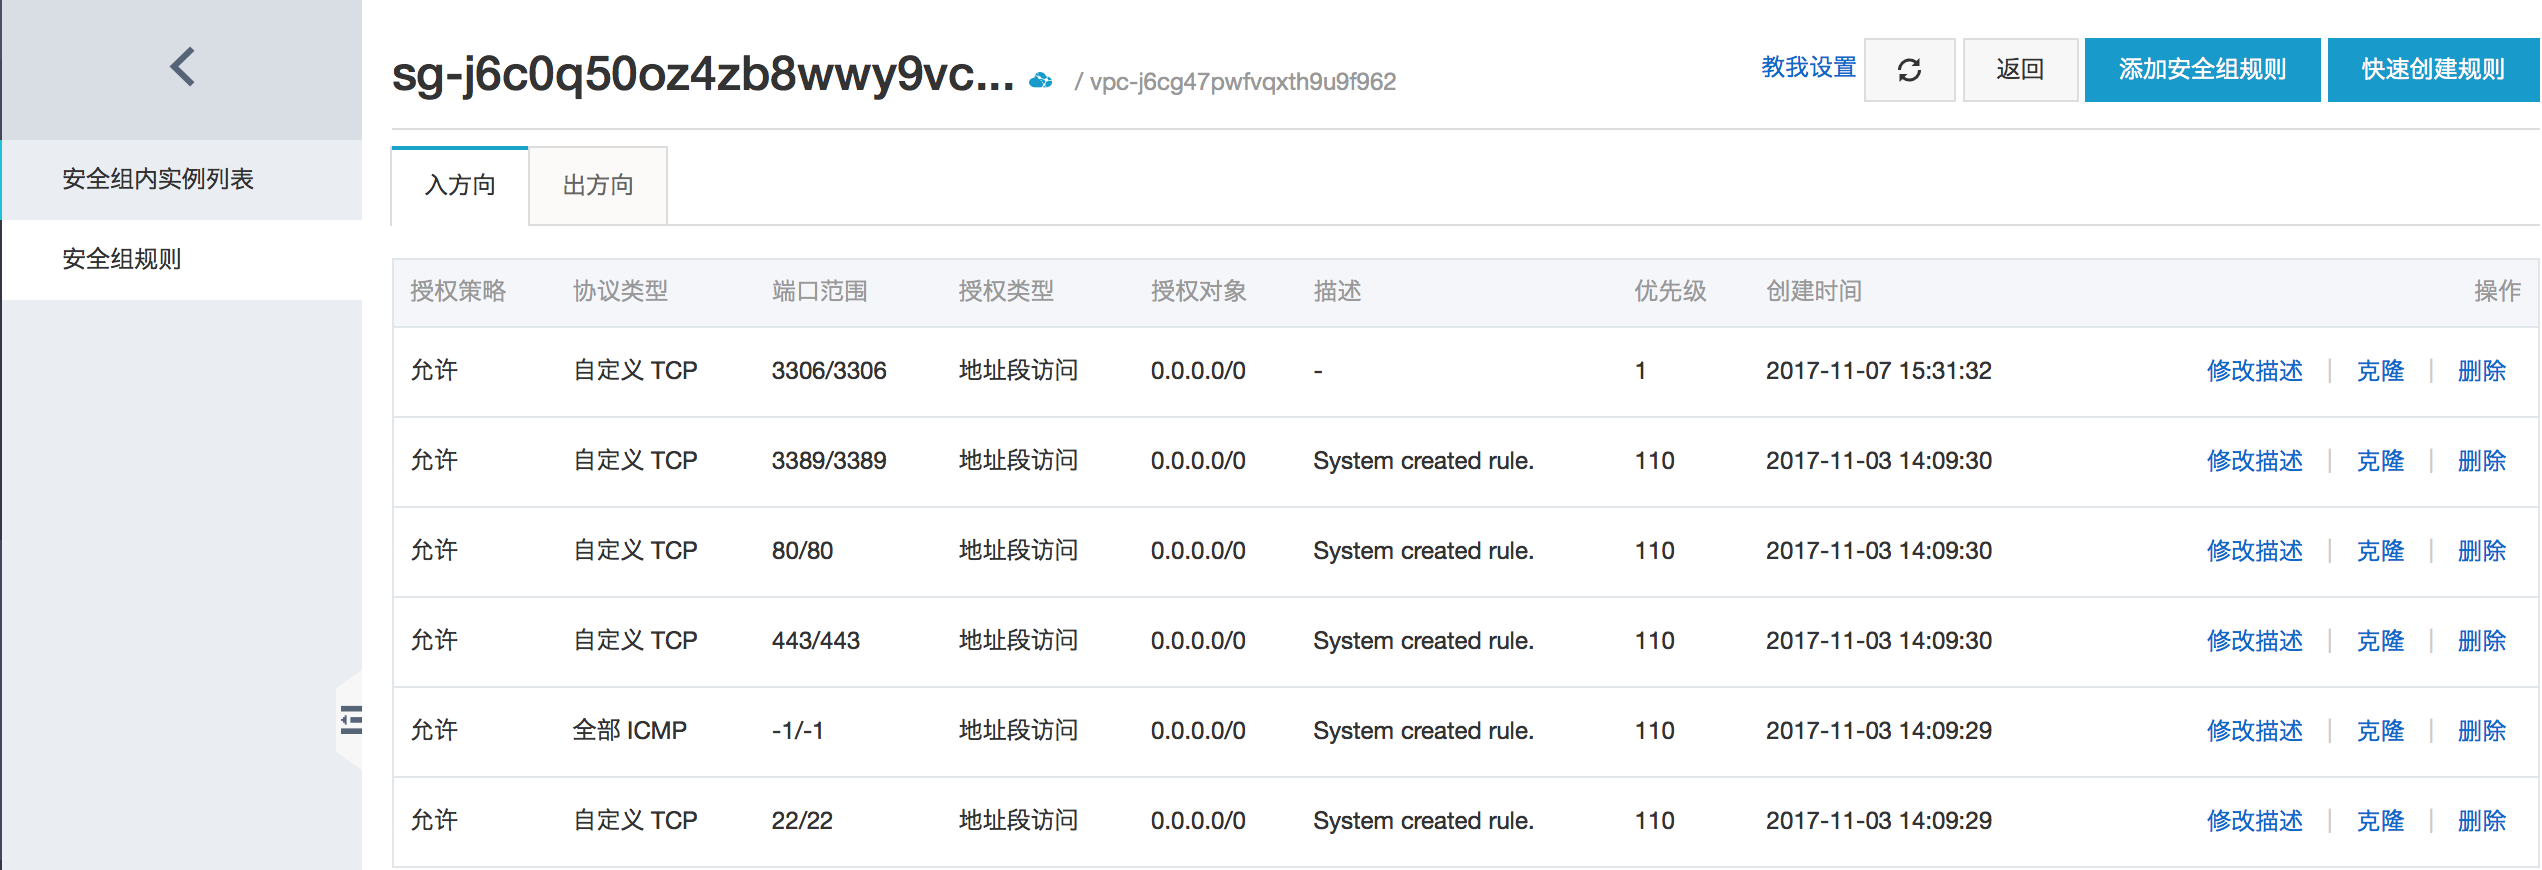 sg-j6c0q50oz4zb8wwy9vc... / vpc-j6cg47pwfvqxth9u9f962 教我设置 返回 添加安全组规则 快速创建规则
安全组内实例列表
安全组规则
入方向 出方向
授权策略 协议类型 端口范围 授权类型 授权对象 描述 优先级 创建时间 操作
允许 自定义 TCP 3306/3306 地址段访问 0.0.0.0/0 - 1 2017-11-07 15:31:32 修改描述 | 克隆 | 删除
允许 自定义 TCP 3389/3389 地址段访问 0.0.0.0/0 System created rule. 110 2017-11-03 14:09:30 修改描述 | 克隆 | 删除
允许 自定义 TCP 80/80 地址段访问 0.0.0.0/0 System created rule. 110 2017-11-03 14:09:30 修改描述 | 克隆 | 删除
允许 自定义 TCP 443/443 地址段访问 0.0.0.0/0 System created rule. 110 2017-11-03 14:09:30 修改描述 | 克隆 | 删除
允许 全部 ICMP -1/-1 地址段访问 0.0.0.0/0 System created rule. 110 2017-11-03 14:09:29 修改描述 | 克隆 | 删除
允许 自定义 TCP 22/22 地址段访问 0.0.0.0/0 System created rule. 110 2017-11-03 14:09:29 修改描述 | 克隆 | 删除